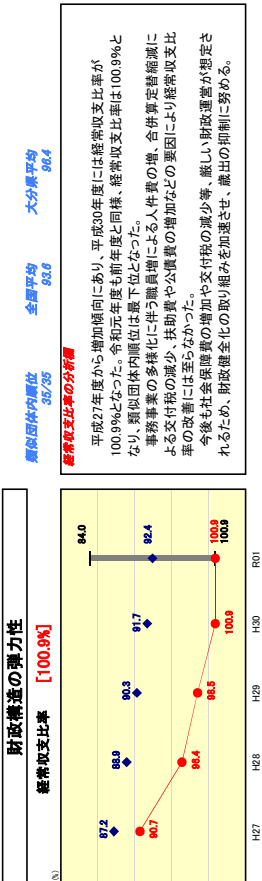 財政構造の弾力性
経常収支比率 [100.9%]
(%)
84.0
87.2
88.9
90.3
91.7
92.4
90.7
96.4
98.5
100.9
100.9
100.9
H27
H28
H29
H30
R01
類似団体内順位
35/35
全国平均
93.6
大分県平均
96.4
経常収支比率の分析欄
平成27年度から増加傾向にあり、平成30年度には経常収支比率が
100.9%となった。令和元年度も前年度と同様、経常収支比率は100.9%と
なり、類似団体内順位は最下位となった。
事務事業の多様化に伴う職員増による人件費の増、合併算定替縮減に
よる交付税の減少、扶助費や公債費の増加などの要因により経常収支比
率の改善には至らなかった。
今後も社会保障費の増加や交付税の減少等、厳しい財政運営が想定さ
れるため、財政健全化の取り組みを加速させ、歳出の抑制に努める。